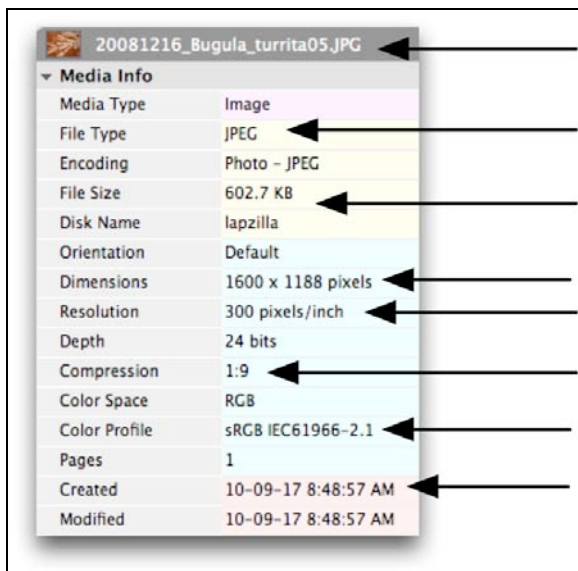 20081216_Bugula_turrita05.JPG
Media Info
Media Type Image
File Type JPEG
Encoding Photo - JPEG
File Size 602.7 KB
Disk Name lapzilla
Orientation Default
Dimensions 1600 x 1188 pixels
Resolution 300 pixels/inch
Depth 24 bits
Compression 1:9
Color Space RGB
Color Profile sRGB IEC61966-2.1
Pages 1
Created 10-09-17 8:48:57 AM
Modified 10-09-17 8:48:57 AM